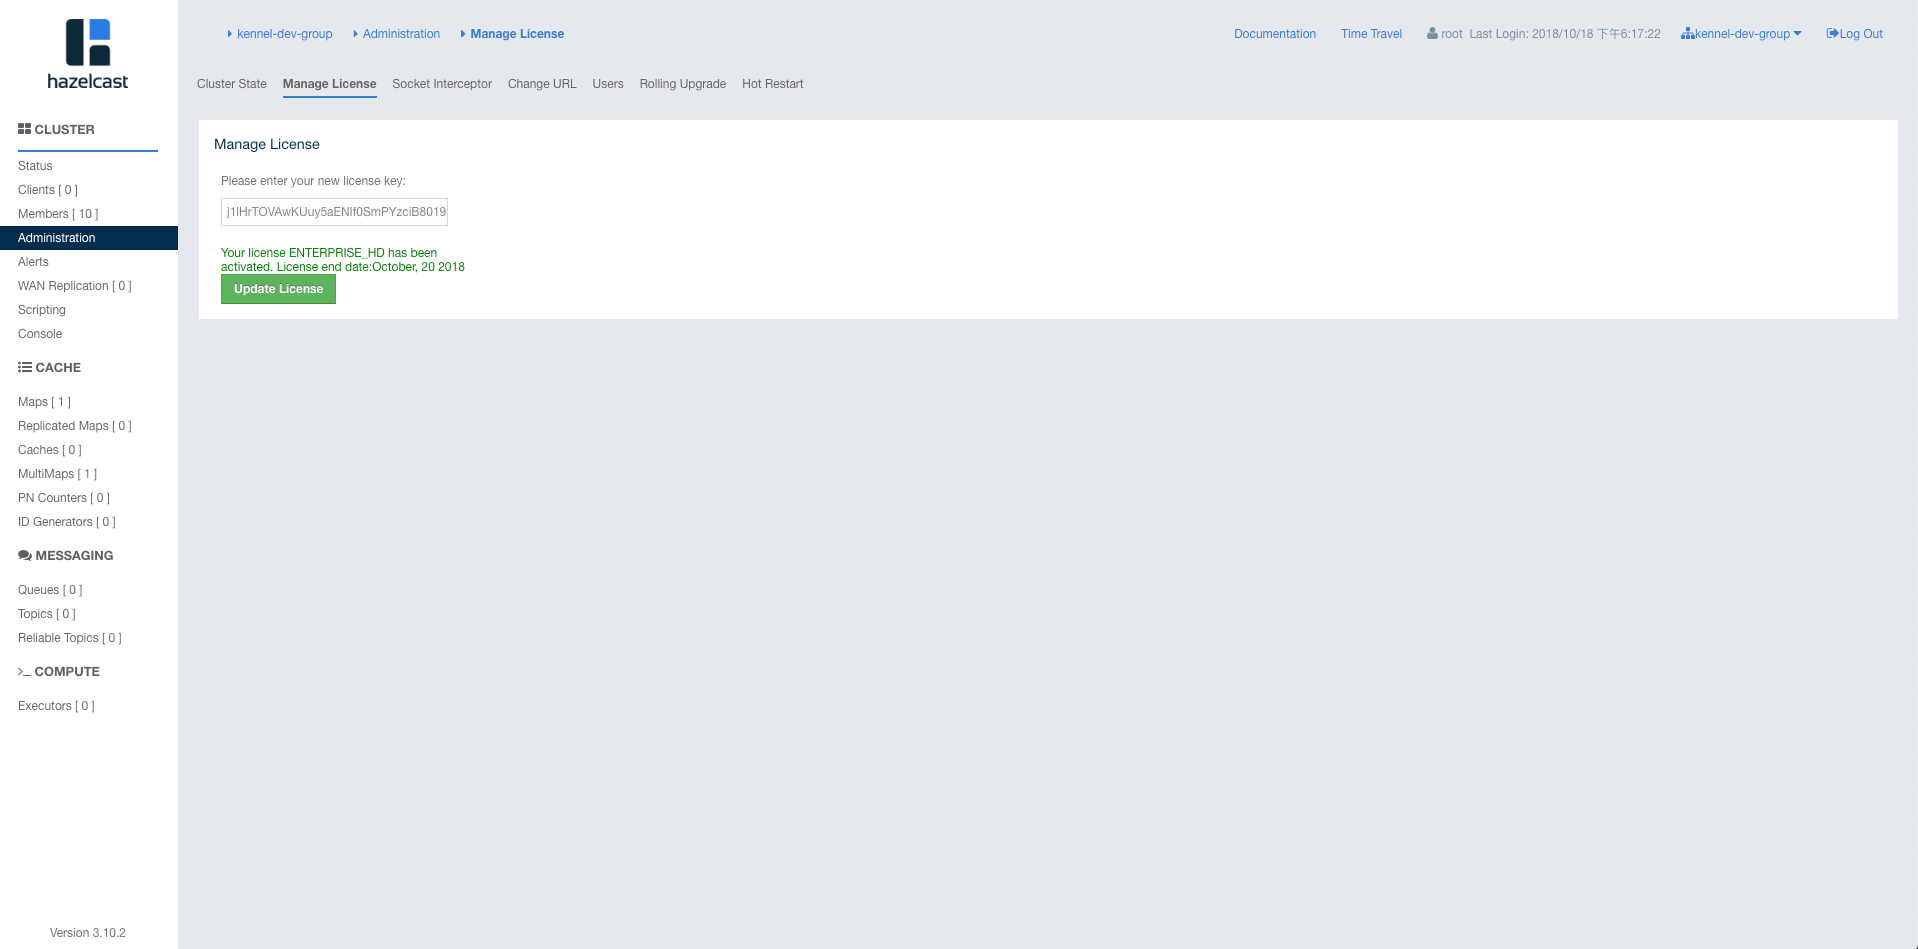 hazelcast
kennel-dev-group Administration Manage License
Documentation Time Travel root Last Login: 2018/10/18 下午6:17:22 kennel-dev-group Log Out
Cluster State Manage License Socket Interceptor Change URL Users Rolling Upgrade Hot Restart
CLUSTER
Status
Clients [ 0 ]
Members [ 10 ]
Administration
Alerts
WAN Replication [ 0 ]
Scripting
Console
CACHE
Maps [ 1 ]
Replicated Maps [ 0 ]
Caches [ 0 ]
MultiMaps [ 1 ]
PN Counters [ 0 ]
ID Generators [ 0 ]
MESSAGING
Queues [ 0 ]
Topics [ 0 ]
Reliable Topics [ 0 ]
COMPUTE
Executors [ 0 ]
Version 3.10.2
Manage License
Please enter your new license key:
Your license ENTERPRISE_HD has been
activated. License end date:October, 20 2018
Update License